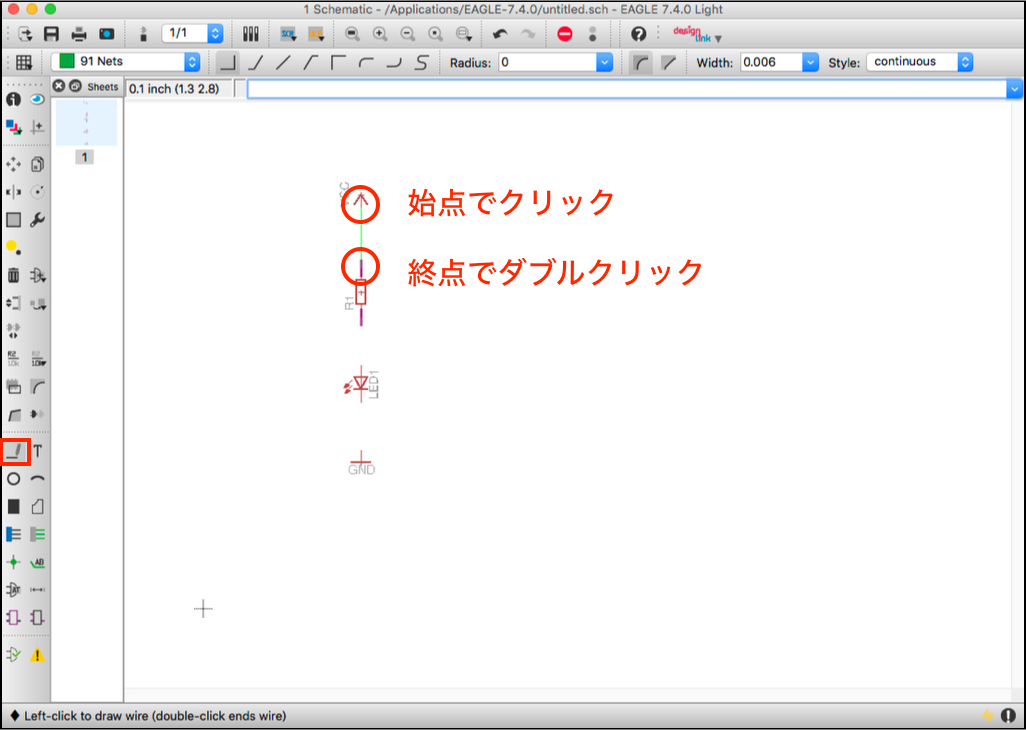 1 Schematic - /Applications/EAGLE-7.4.0/untitled.sch - EAGLE 7.4.0 Light
1/1
design link
91 Nets
Radius: 0
Width: 0.006
Style: continuous
Sheets
0.1 inch (1.3 2.8)
1
始点でクリック
終点でダブルクリック
R1
LED1
GND
T
Left-click to draw wire (double-click ends wire)